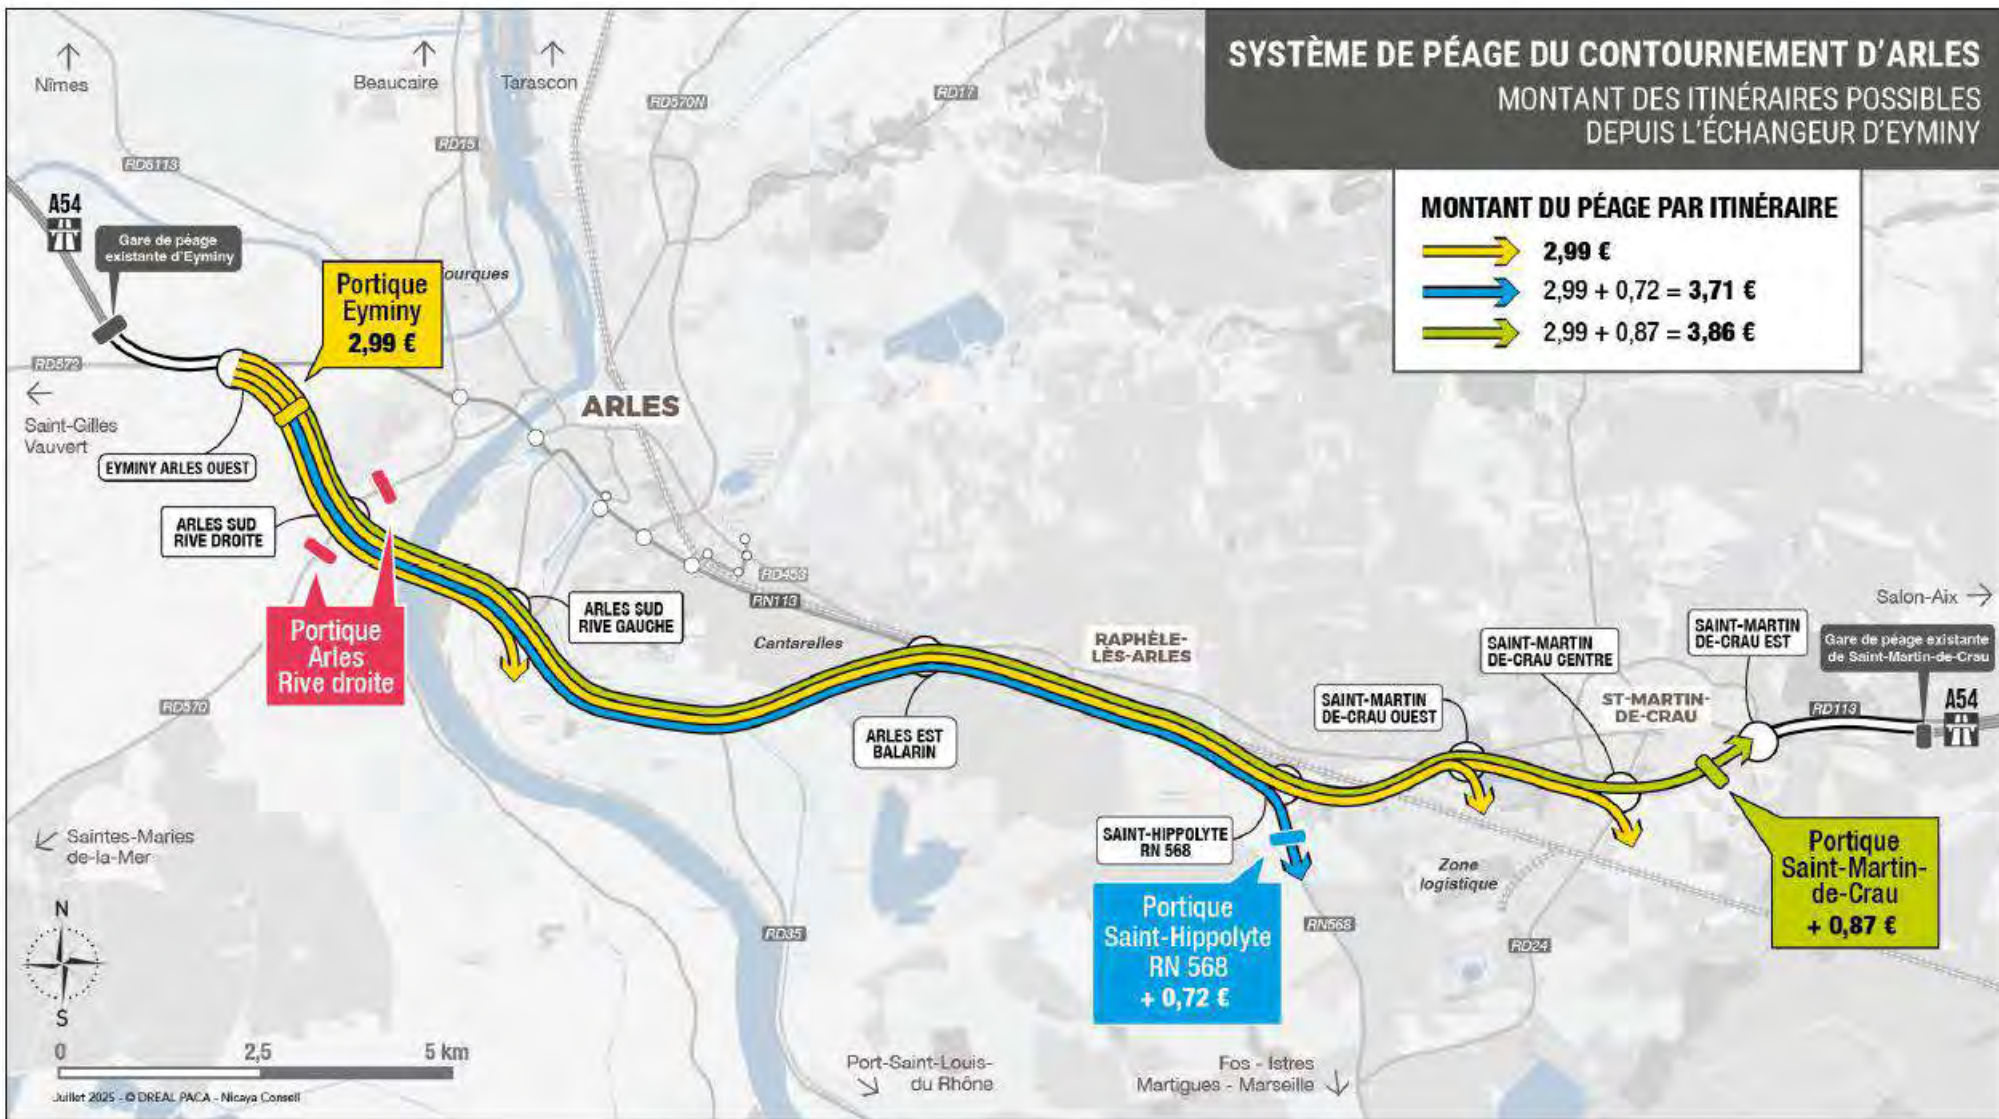 SYSTÈME DE PÉAGE DU CONTOURNEMENT D'ARLES
MONTANT DES ITINÉRAIRES POSSIBLES
DEPUIS L'ÉCHANGEUR D'EYMINY
MONTANT DU PÉAGE PAR ITINÉRAIRE
2,99 €
2,99 + 0,72 = 3,71 €
2,99 + 0,87 = 3,86 €
Nîmes
Beaucaire
Tarascon
RD570N
RD17
RD15
RD6113
A54
Gare de péage
existante d'Eyminy
Portique
Eyminy
2,99 €
ourques
RD572
Saint-Gilles
Vauvert
ARLES
EYMINY ARLES OUEST
ARLES SUD
RIVE DROITE
Portique
Arles
Rive droite
ARLES SUD
RIVE GAUCHE
RD453
RN113
Cantarelles
RAPHÈLE-
LÈS-ARLES
ARLES EST
BALARIN
SAINT-MARTIN
DE-CRAU OUEST
SAINT-MARTIN
DE-CRAU CENTRE
ST-MARTIN-
DE-CRAU
SAINT-MARTIN
DE-CRAU EST
Salon-Aix
Gare de péage existante
de Saint-Martin-de-Crau
RD113
A54
RD570
Saintes-Maries
de-la-Mer
SAINT-HIPPOLYTE
RN 568
Portique
Saint-Hippolyte
RN 568
+ 0,72 €
Zone
logistique
Portique
Saint-Martin-
de-Crau
+ 0,87 €
RN568
RD24
RD35
N
S
0
2,5
5 km
Port-Saint-Louis-
du Rhône
Fos - Istres
Martigues - Marseille
Juillet 2025 - © DREAL PACA - Nicaya Conseil